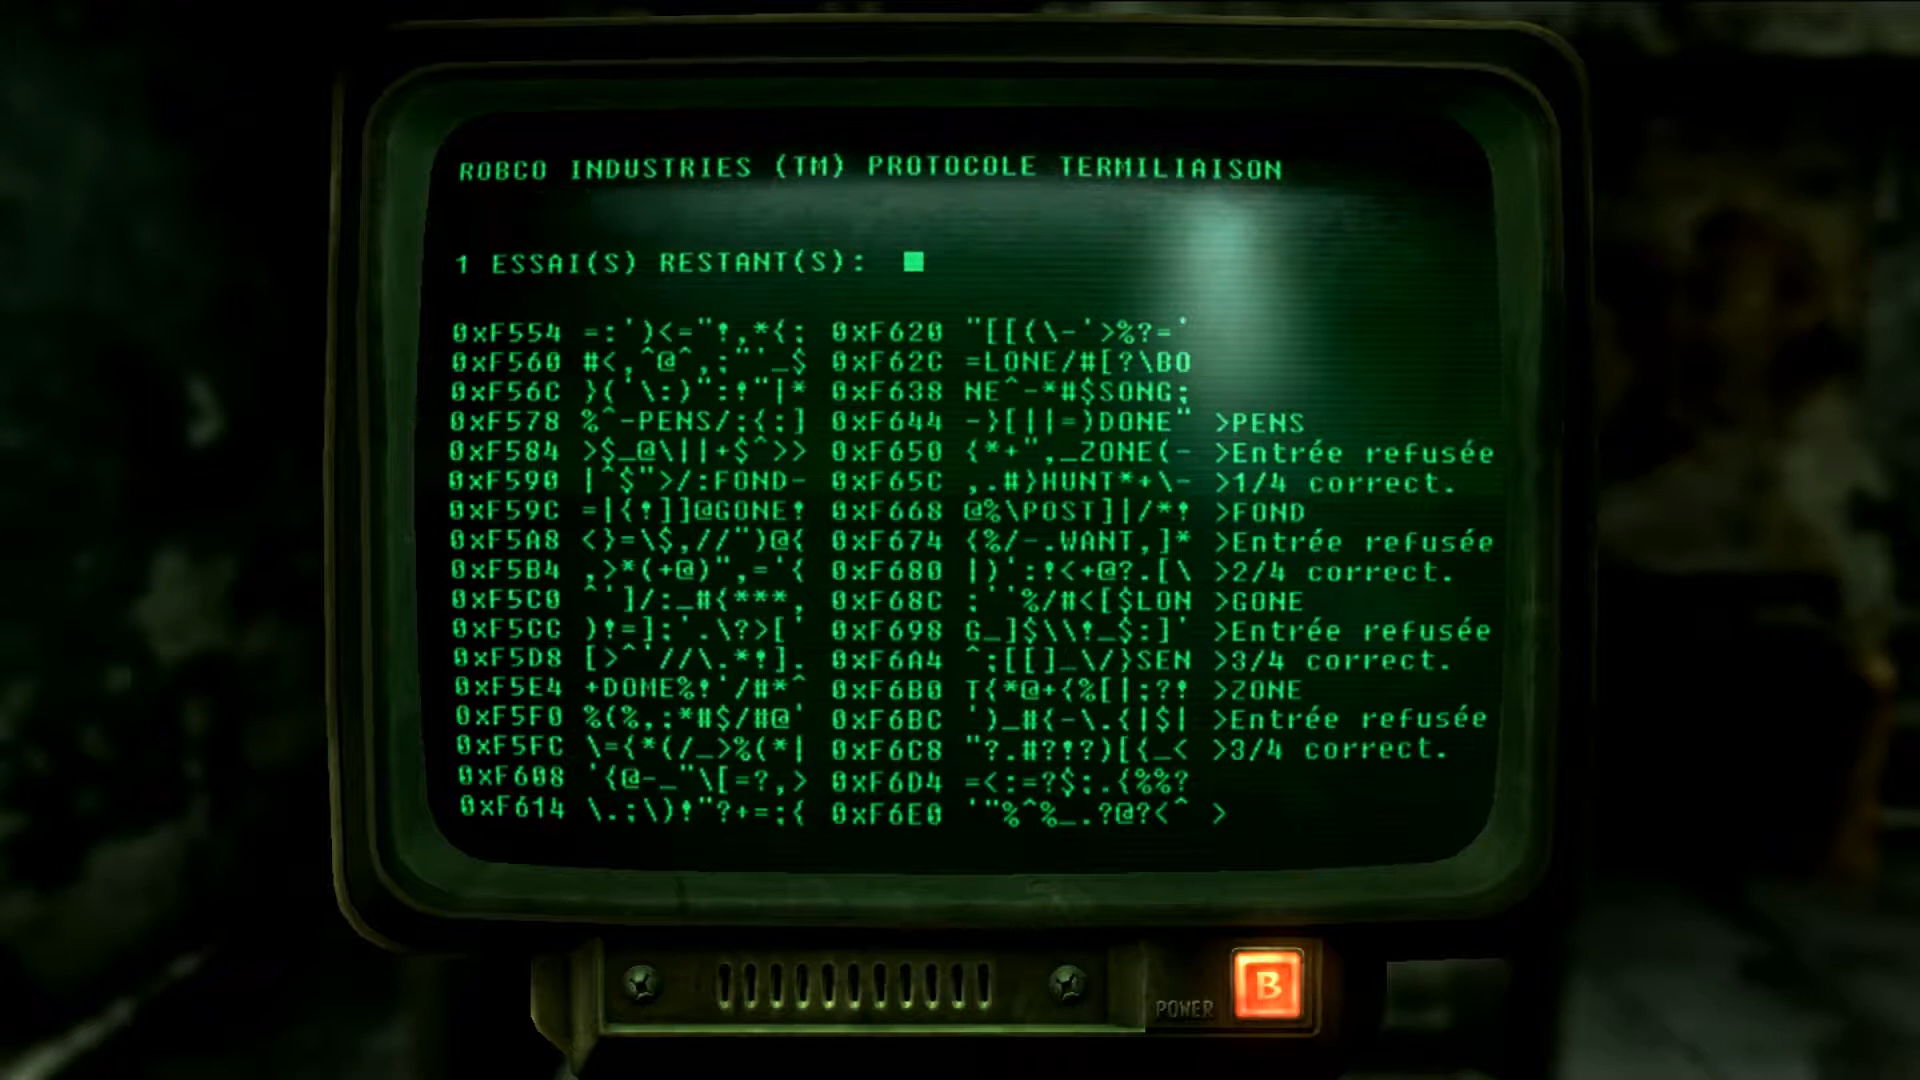 ROBCO INDUSTRIES (TM) PROTOCOLE TERMILIAISON
1 ESSAI(S) RESTANT(S):
0xF554 =:')<="!,*{; 0xF620 "[[(\-'>%?='
0xF560 #<,^@^,;"'_$ 0xF62C =LONE/#[?\BO
0xF56C }('\:)":!"|* 0xF638 NE^-*#$SONG;
0xF578 %^-PENS/:{:] 0xF644 -}[||=)DONE" >PENS
0xF584 >$_@\||+$^>> 0xF650 {*+",_ZONE(- >Entrée refusée
0xF590 |^$">/:FOND- 0xF65C ,.#}HUNT*+\- >1/4 correct.
0xF59C =|{!]]@GONE! 0xF668 @%\POST]|/*! >FOND
0xF5A8 <}=\$,//")@{ 0xF674 {%/-.WANT,]* >Entrée refusée
0xF5B4 ,>*(+@)",='{ 0xF680 |)':!<+@?.[\ >2/4 correct.
0xF5C0 ^']/:_#{***, 0xF68C :''%/#<[$LON >GONE
0xF5CC )!=];'.\?>[' 0xF698 G_]$\\!_$:]' >Entrée refusée
0xF5D8 [>^'//\.*!]. 0xF6A4 ^;[[]_\/}SEN >3/4 correct.
0xF5E4 +DOME%!'/#*^ 0xF6B0 T{*@+{%[|;?! >ZONE
0xF5F0 %(%,;*#$/#@' 0xF6BC ')_#{-\.{|$| >Entrée refusée
0xF5FC \={*(/_>%(*| 0xF6C8 "?.#?!?)[{_< >3/4 correct.
0xF608 '{@-_"\[=?,> 0xF6D4 =<:=?$;.{%%?
0xF614 \.;\)!"?+=;{ 0xF6E0 '"%^%_.?@?<^ >
POWER
B